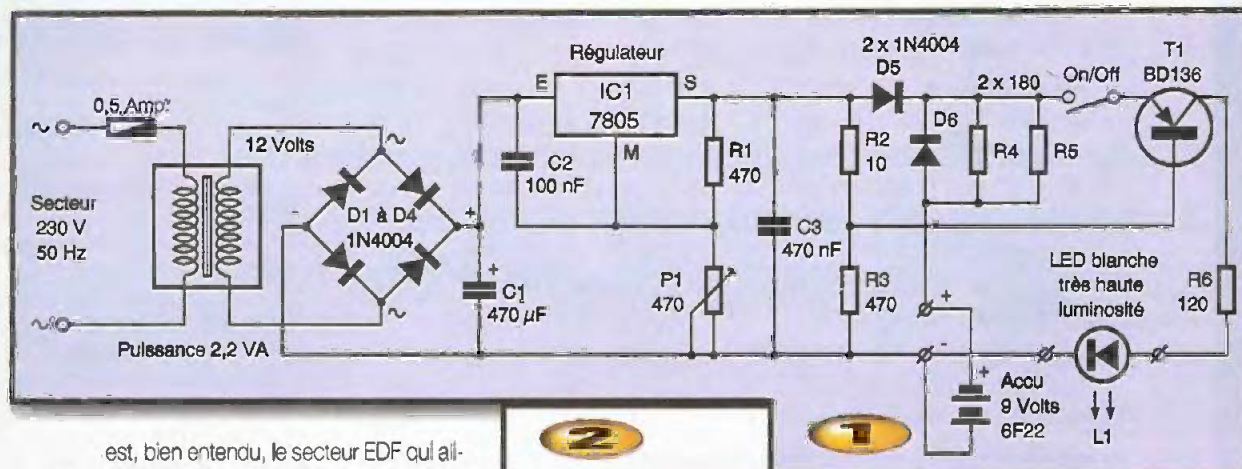 0,5 Amp.
~
~
Secteur
230 V
50 Hz
12 Volts
Puissance 2,2 VA
~
-
+
~
D1 à D4
1N4004
+
C1
470 µF
C2
100 nF
Régulateur
E
IC1
7805
S
M
R1
470
P1
470
C3
470 nF
R2
10
R3
470
2 x 1N4004
D5
D6
2 x 180
R4
R5
On/Off
T1
BD136
R6
120
LED blanche
très haute
luminosité
L1
+
-
+
Accu
9 Volts
6F22
est, bien entendu, le secteur EDF qui ali-
2
1